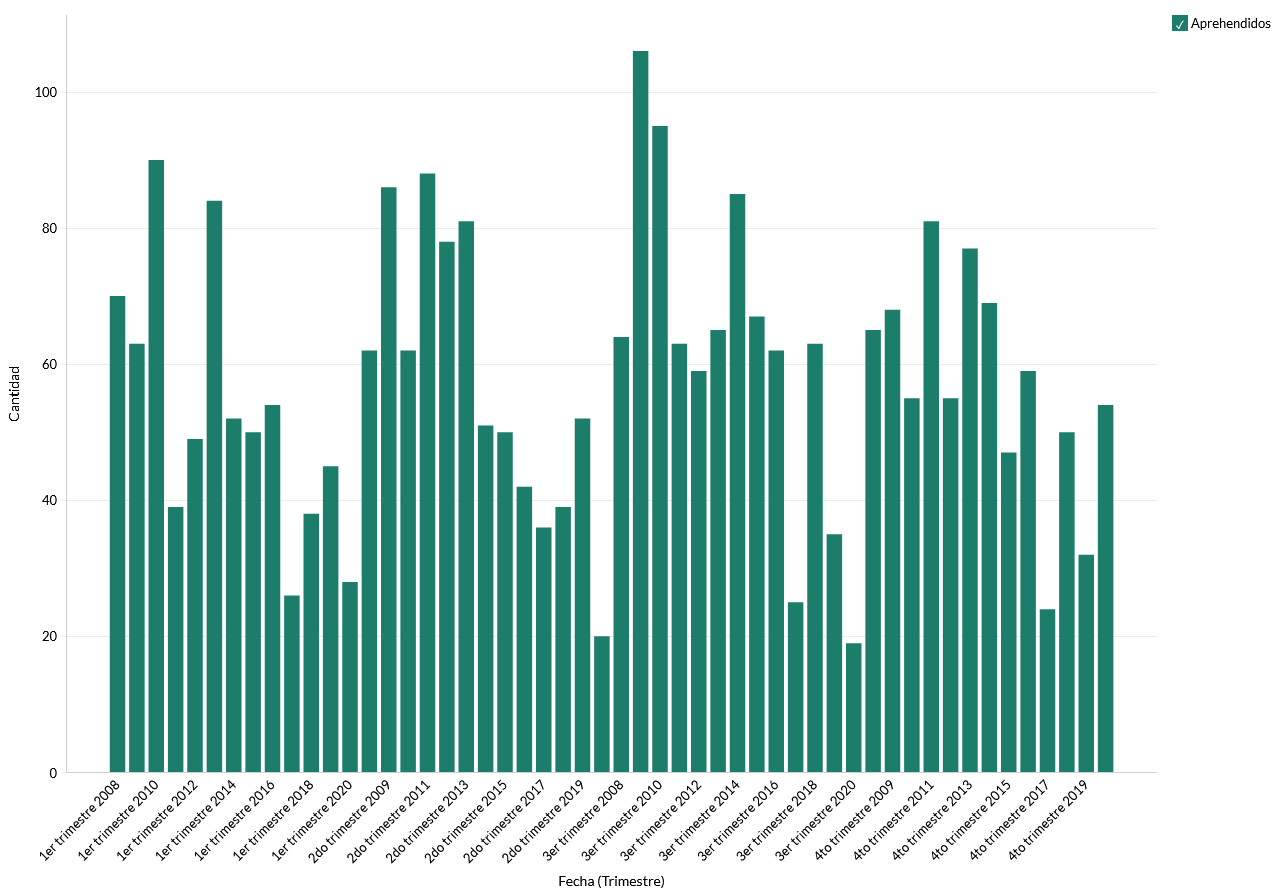 Aprehendidos
100
80
60
40
20
0
Cantidad
1er trimestre 2008
1er trimestre 2010
1er trimestre 2012
1er trimestre 2014
1er trimestre 2016
1er trimestre 2018
1er trimestre 2020
2do trimestre 2009
2do trimestre 2011
2do trimestre 2013
2do trimestre 2015
2do trimestre 2017
2do trimestre 2019
3er trimestre 2008
3er trimestre 2010
3er trimestre 2012
3er trimestre 2014
3er trimestre 2016
3er trimestre 2018
3er trimestre 2020
4to trimestre 2009
4to trimestre 2011
4to trimestre 2013
4to trimestre 2015
4to trimestre 2017
4to trimestre 2019
Fecha (Trimestre)